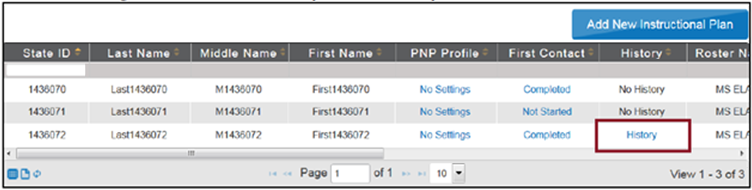 Add New Instructional Plan
State ID Last Name Middle Name First Name PNP Profile First Contact History Roster N
1436070 Last1436070 M1436070 First1436070 No Settings Completed No History MS ELA
1436071 Last1436071 M1436071 First1436071 No Settings Not Started No History MS ELA
1436072 Last1436072 M1436072 First1436072 No Settings Completed History MS ELA
Page 1 of 1 10 View 1 - 3 of 3